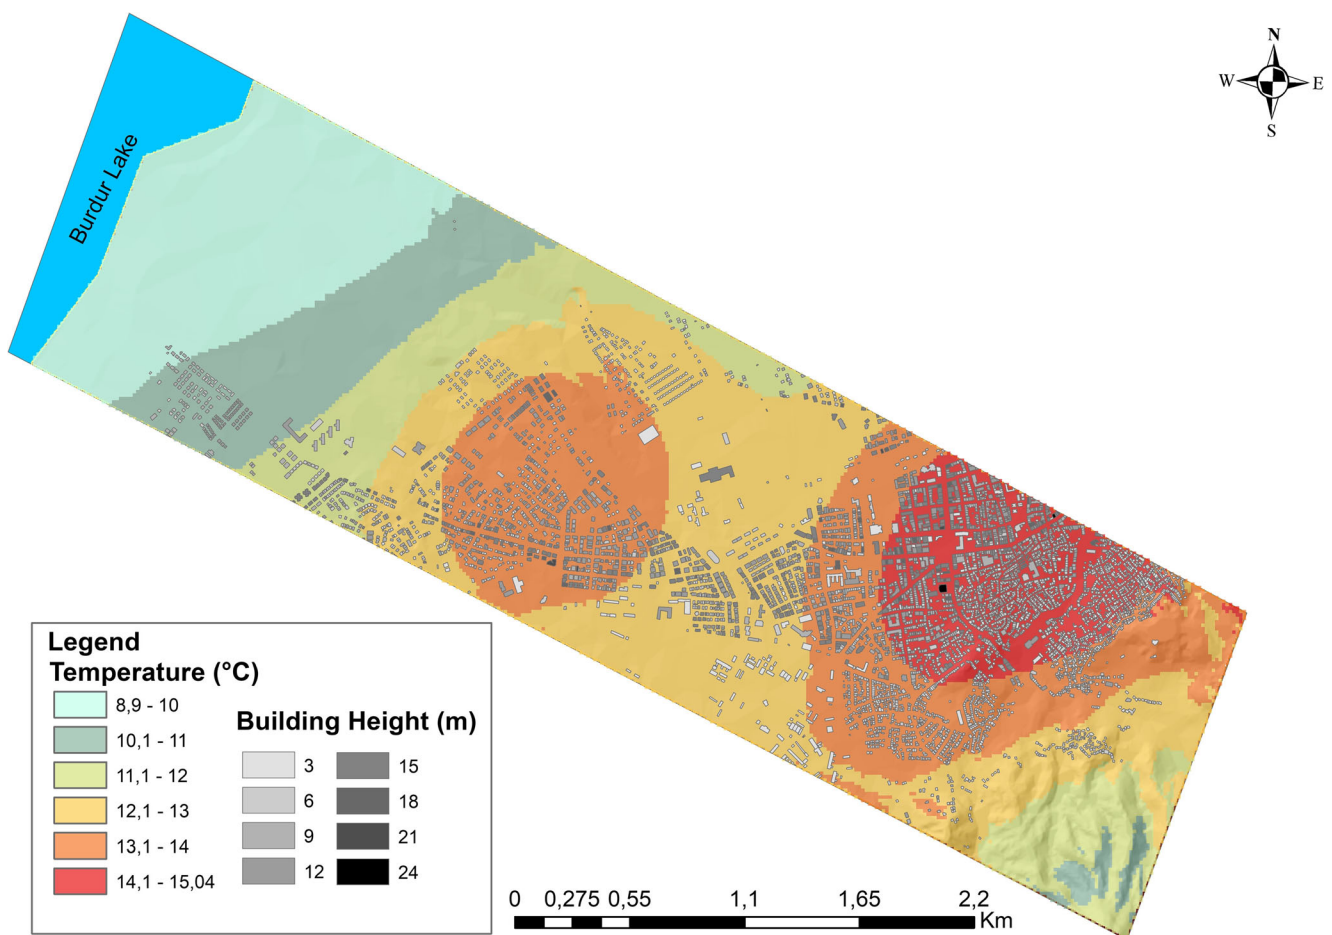 N
W E
S
Burdur Lake
Legend
Temperature (°C)
8,9 - 10
10,1 - 11
11,1 - 12
12,1 - 13
13,1 - 14
14,1 - 15,04
Building Height (m)
3 15
6 18
9 21
12 24
0 0,275 0,55 1,1 1,65 2,2
Km